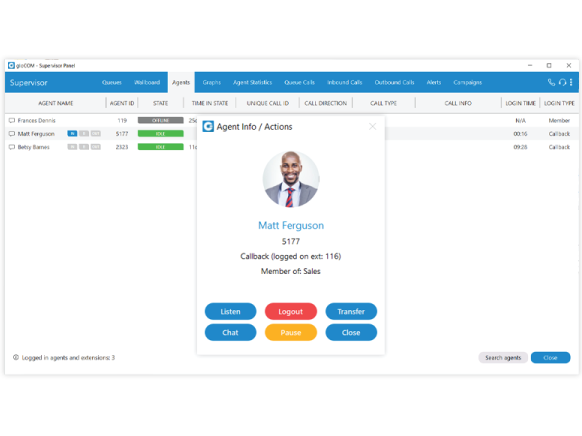 gloCOM - Supervisor Panel
Supervisor Queues Wallboard Agents Graphs Agent Statistics Queue Calls Inbound Calls Outbound Calls Alerts Campaigns
AGENT NAME AGENT ID STATE TIME IN STATE UNIQUE CALL ID CALL DIRECTION CALL TYPE CALL INFO LOGIN TIME LOGIN TYPE
Frances Dennis 119 OFFLINE N/A Member
Matt Ferguson 5177 IDLE 00:16 Callback
Betsy Barnes 2323 IDLE 09:26 Callback
Agent Info / Actions
Matt Ferguson
5177
Callback (logged on ext: 116)
Member of: Sales
Listen Logout Transfer
Chat Pause Close
Logged in agents and extensions: 3
Search agents Close